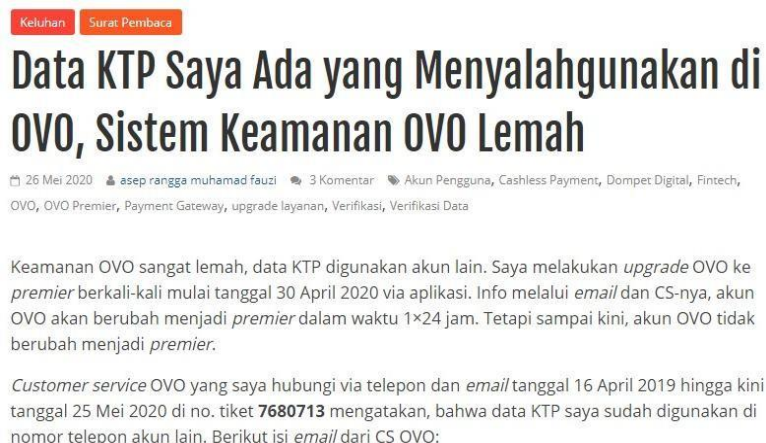 Keluhan Surat Pembaca
Data KTP Saya Ada yang Menyalahgunakan di
OVO, Sistem Keamanan OVO Lemah
26 Mei 2020 asep rangga muhamad fauzi 3 Komentar Akun Pengguna, Cashless Payment, Dompet Digital, Fintech,
OVO, OVO Premier, Payment Gateway, upgrade layanan, Verifikasi, Verifikasi Data
Keamanan OVO sangat lemah, data KTP digunakan akun lain. Saya melakukan upgrade OVO ke
premier berkali-kali mulai tanggal 30 April 2020 via aplikasi. Info melalui email dan CS-nya, akun
OVO akan berubah menjadi premier dalam waktu 1×24 jam. Tetapi sampai kini, akun OVO tidak
berubah menjadi premier.
Customer service OVO yang saya hubungi via telepon dan email tanggal 16 April 2019 hingga kini
tanggal 25 Mei 2020 di no. tiket 7680713 mengatakan, bahwa data KTP saya sudah digunakan di
nomor telepon akun lain. Berikut isi email dari CS OVO: